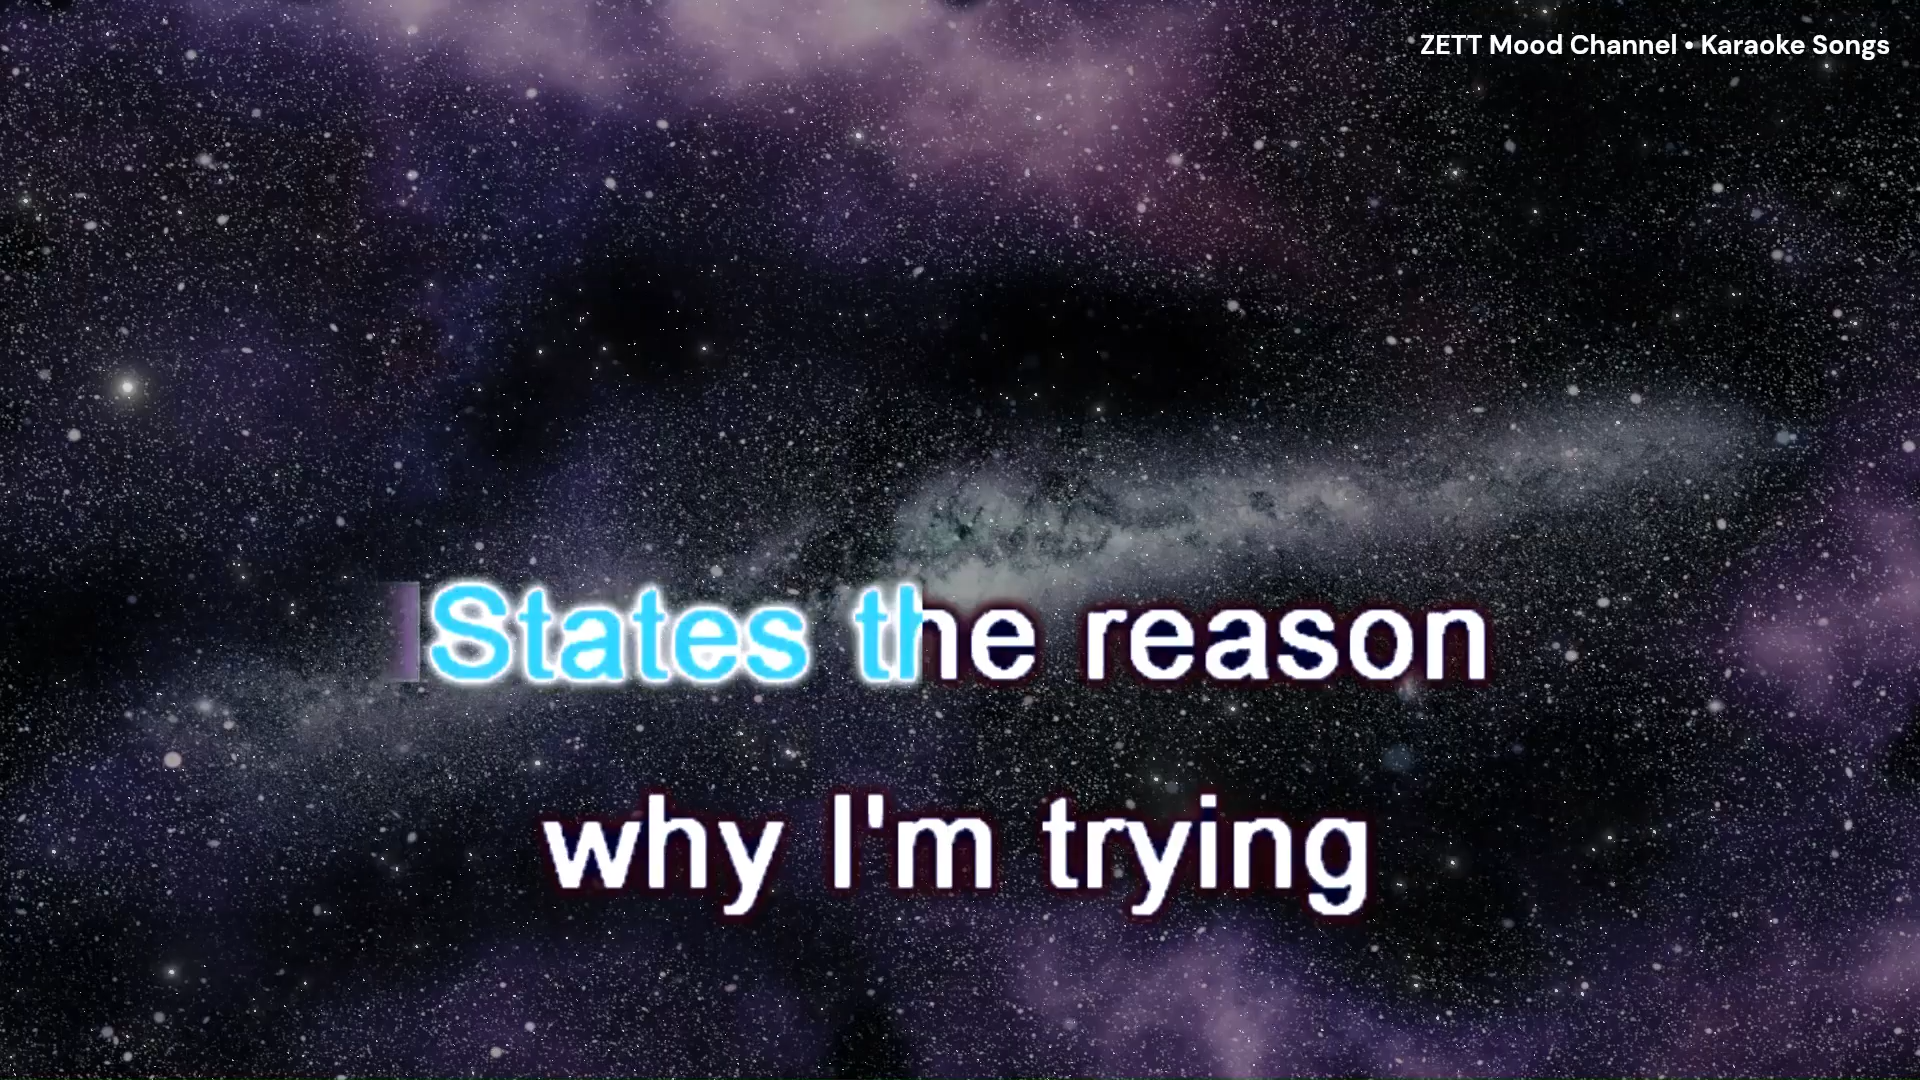 ZETT Mood Channel • Karaoke Songs
States the reason
why I'm trying